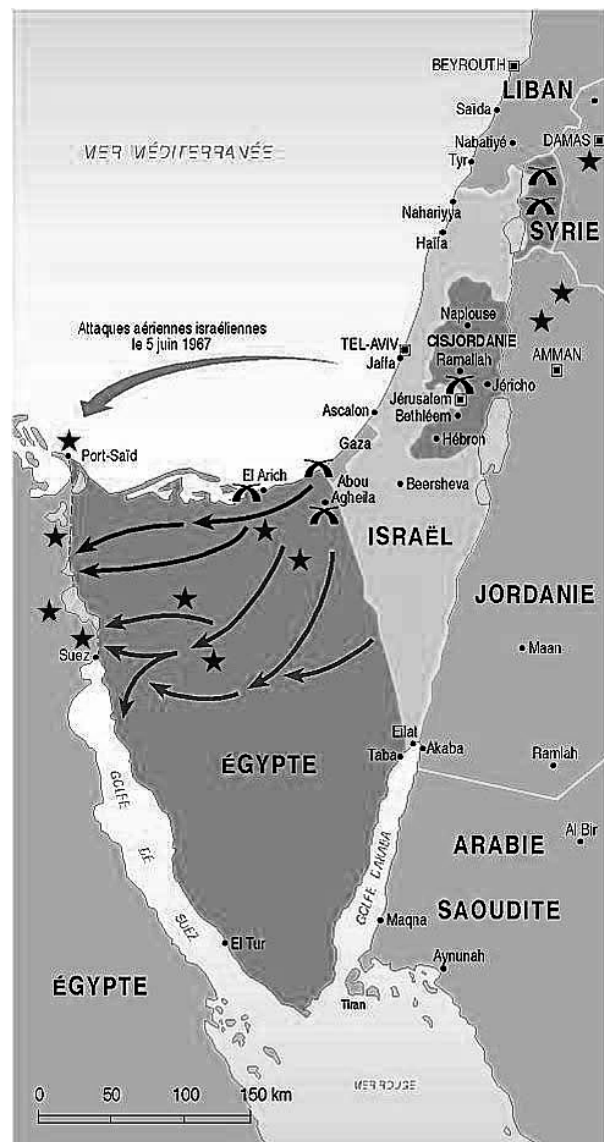 BEYROUTH
LIBAN
Saïda
Nabatiyé
DAMAS
Tyr
MER MÉDITERRANÉE
Nahariyya
SYRIE
Haïfa
Naplouse
Attaques aériennes israéliennes
le 5 juin 1967
TEL-AVIV
CISJORDANIE
Jaffa
Ramallah
AMMAN
Jéricho
Jérusalem
Ascalon
Bethléem
Gaza
Hébron
Port-Saïd
El Arich
Abou
Agheila
Beersheva
ISRAËL
JORDANIE
Suez
Maan
Eilat
Taba
Akaba
Ramlah
ÉGYPTE
GOLFE DE SUEZ
GOLFE D'AKABA
ARABIE
SAOUDITE
Al Bir
Maqna
El Tur
Aynunah
ÉGYPTE
Tiran
MER ROUGE
0 50 100 150 km